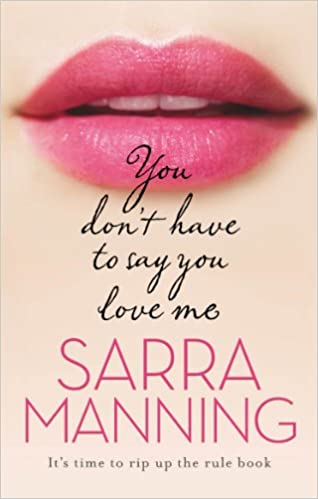 You
don't have
to say you
love me
SARRA
MANNING
It's time to rip up the rule book